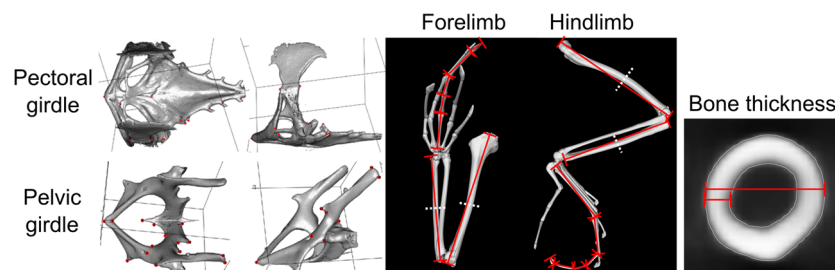 Forelimb Hindlimb
Pectoral
girdle
Bone thickness
Pelvic
girdle